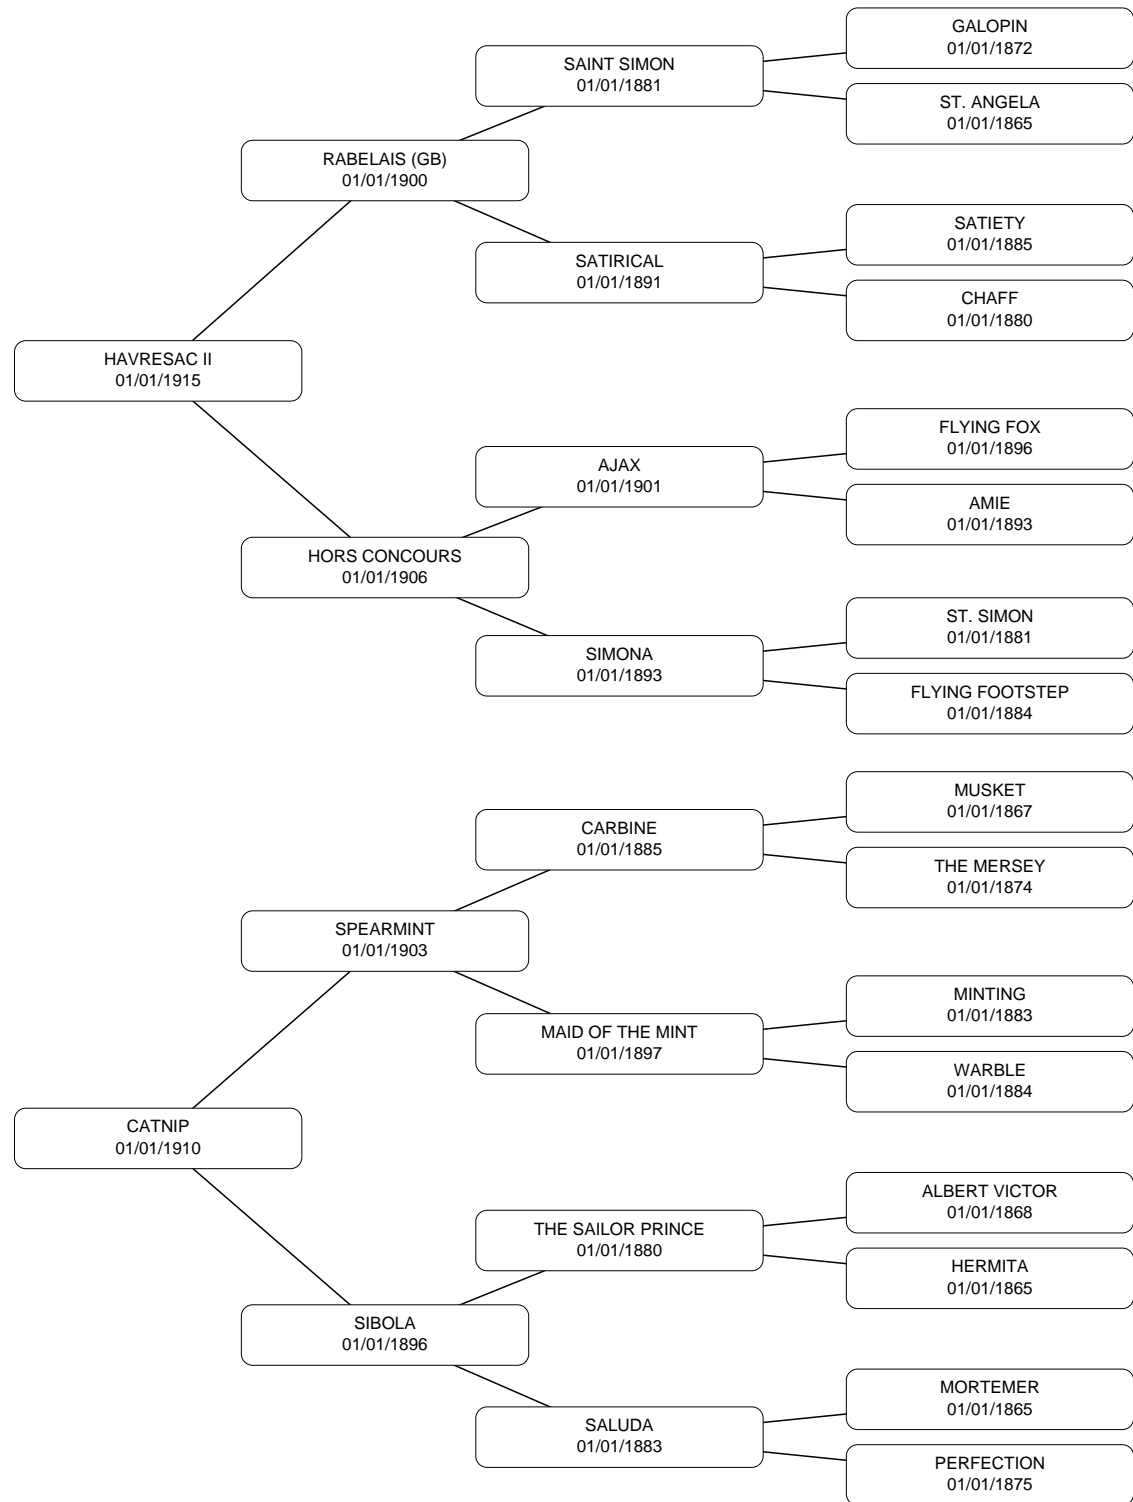 GALOPIN
01/01/1872
SAINT SIMON
01/01/1881
ST. ANGELA
01/01/1865
RABELAIS (GB)
01/01/1900
SATIETY
01/01/1885
SATIRICAL
01/01/1891
CHAFF
01/01/1880
HAVRESAC II
01/01/1915
FLYING FOX
01/01/1896
AJAX
01/01/1901
AMIE
01/01/1893
HORS CONCOURS
01/01/1906
ST. SIMON
01/01/1881
SIMONA
01/01/1893
FLYING FOOTSTEP
01/01/1884
MUSKET
01/01/1867
CARBINE
01/01/1885
THE MERSEY
01/01/1874
SPEARMINT
01/01/1903
MINTING
01/01/1883
MAID OF THE MINT
01/01/1897
WARBLE
01/01/1884
CATNIP
01/01/1910
ALBERT VICTOR
01/01/1868
THE SAILOR PRINCE
01/01/1880
HERMITA
01/01/1865
SIBOLA
01/01/1896
MORTEMER
01/01/1865
SALUDA
01/01/1883
PERFECTION
01/01/1875